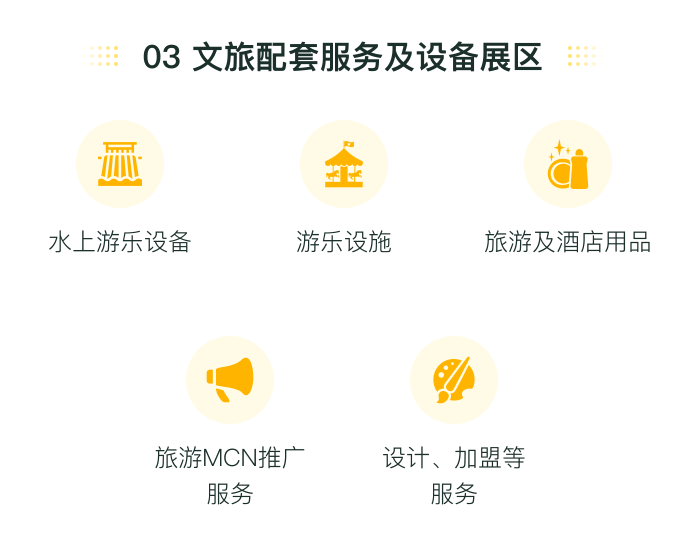 03 文旅配套服务及设备展区
水上游乐设备
游乐设施
旅游及酒店用品
旅游MCN推广
服务
设计、加盟等
服务